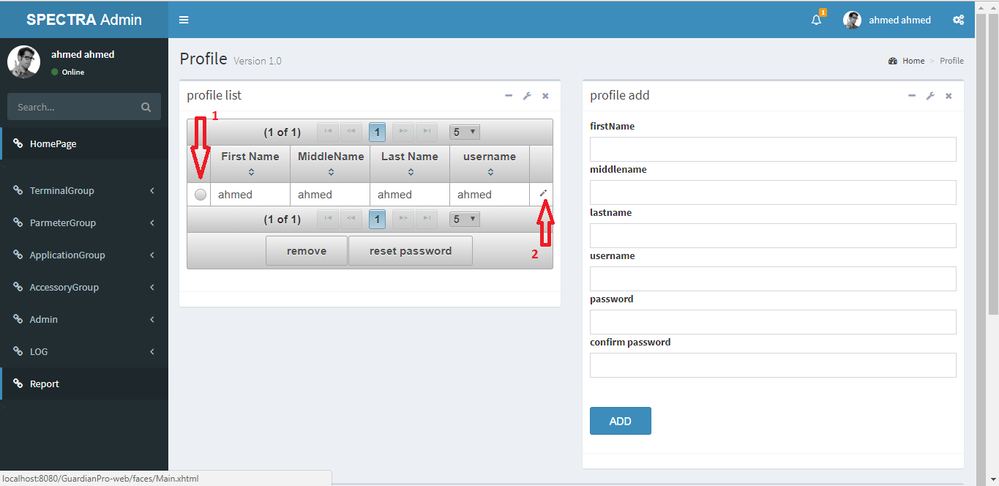 SPECTRA Admin
1
ahmed ahmed
ahmed ahmed
Online
Search...
HomePage
TerminalGroup
ParmeterGroup
ApplicationGroup
AccessoryGroup
Admin
LOG
Report
Profile Version 1.0
Home > Profile
profile list
1
(1 of 1) 1 5
First Name MiddleName Last Name username
ahmed ahmed ahmed ahmed
(1 of 1) 1 5
2
remove reset password
profile add
firstName
middlename
lastname
username
password
confirm password
ADD
localhost:8080/GuardianPro-web/faces/Main.xhtml